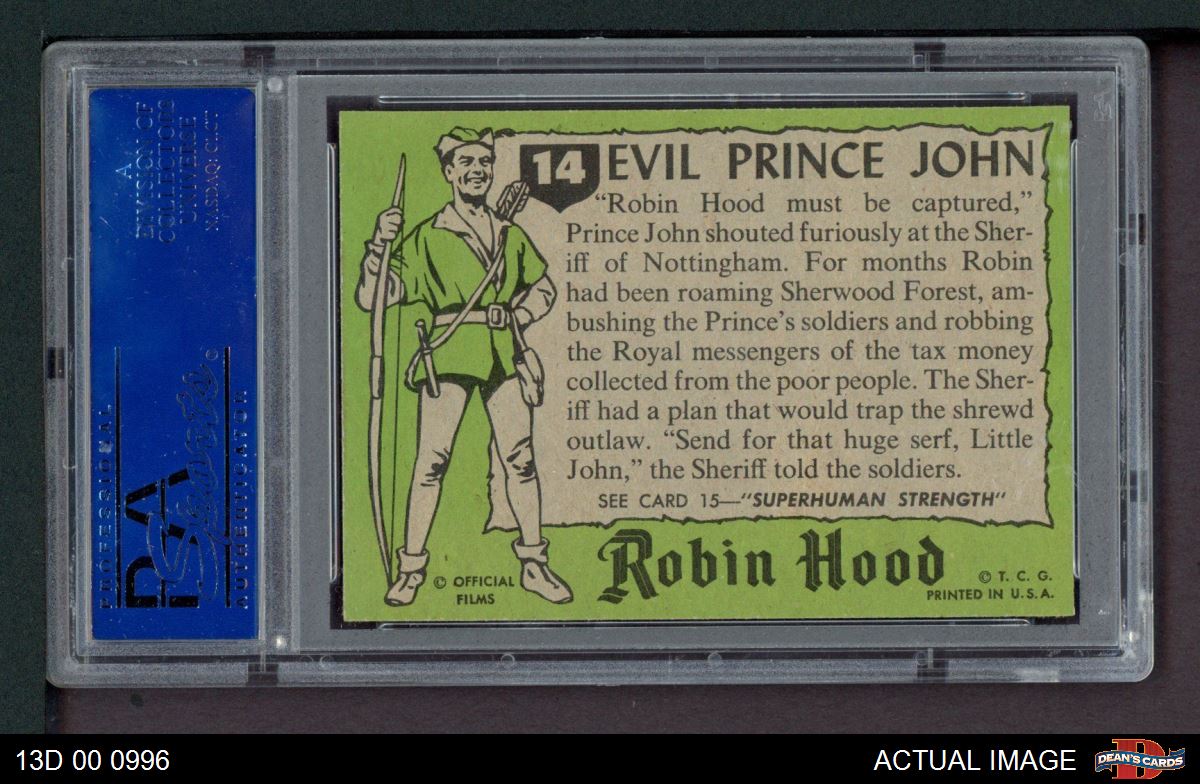 A
DIVISION OF
COLLECTORS
UNIVERSE
NASDAQ: CLCT
PROFESSIONAL
PSA
Sports
AUTHENTICATOR
14 EVIL PRINCE JOHN
“Robin Hood must be captured,”
Prince John shouted furiously at the Sher-
iff of Nottingham. For months Robin
had been roaming Sherwood Forest, am-
bushing the Prince’s soldiers and robbing
the Royal messengers of the tax money
collected from the poor people. The Sher-
iff had a plan that would trap the shrewd
outlaw. “Send for that huge serf, Little
John,” the Sheriff told the soldiers.
SEE CARD 15—"SUPERHUMAN STRENGTH"
Robin Hood
© OFFICIAL
FILMS
© T. C. G.
PRINTED IN U.S.A.
13D 00 0996
ACTUAL IMAGE
D
DEAN'S CARDS